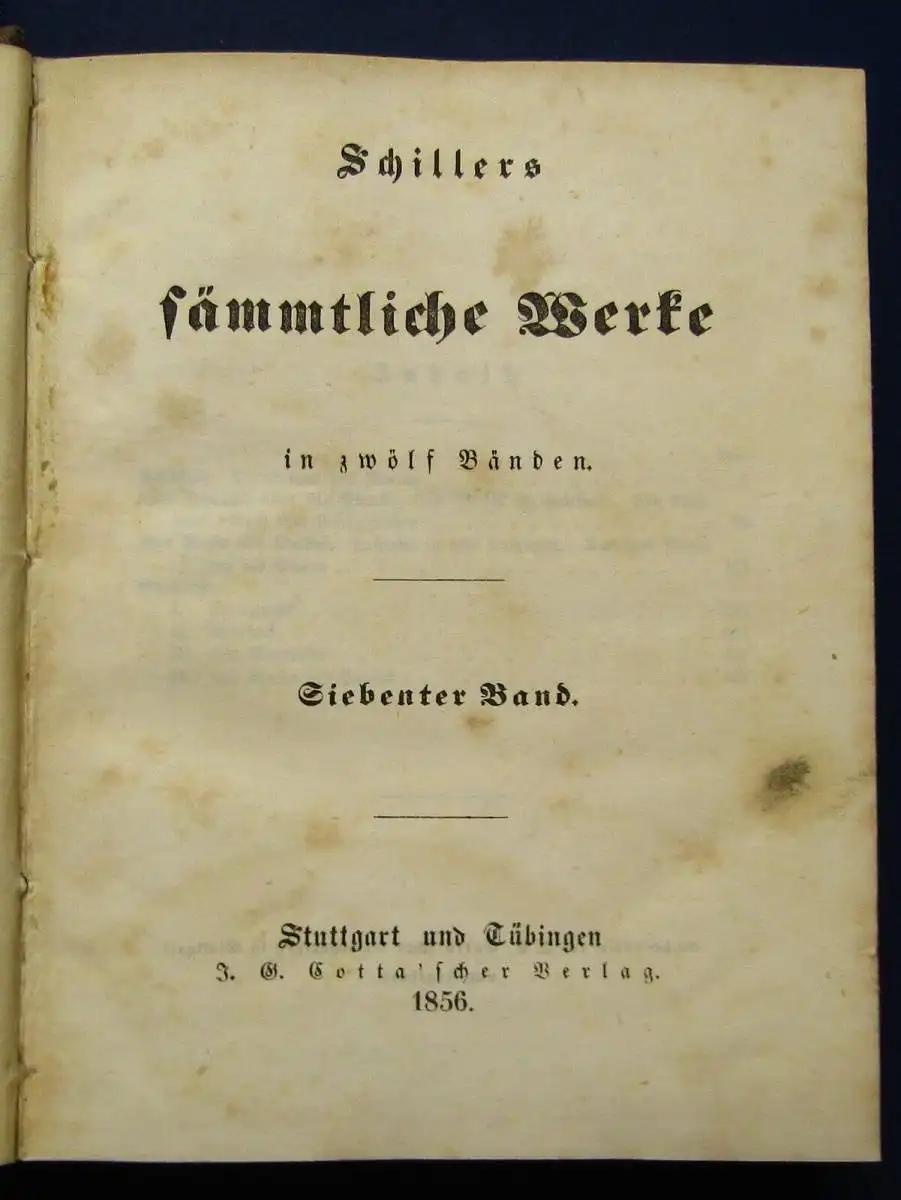 Schillers
sämmtliche Werke
in zwölf Bänden.
Siebenter Band.
Stuttgart und Tübingen
J. G. Cotta'scher Verlag.
1856.